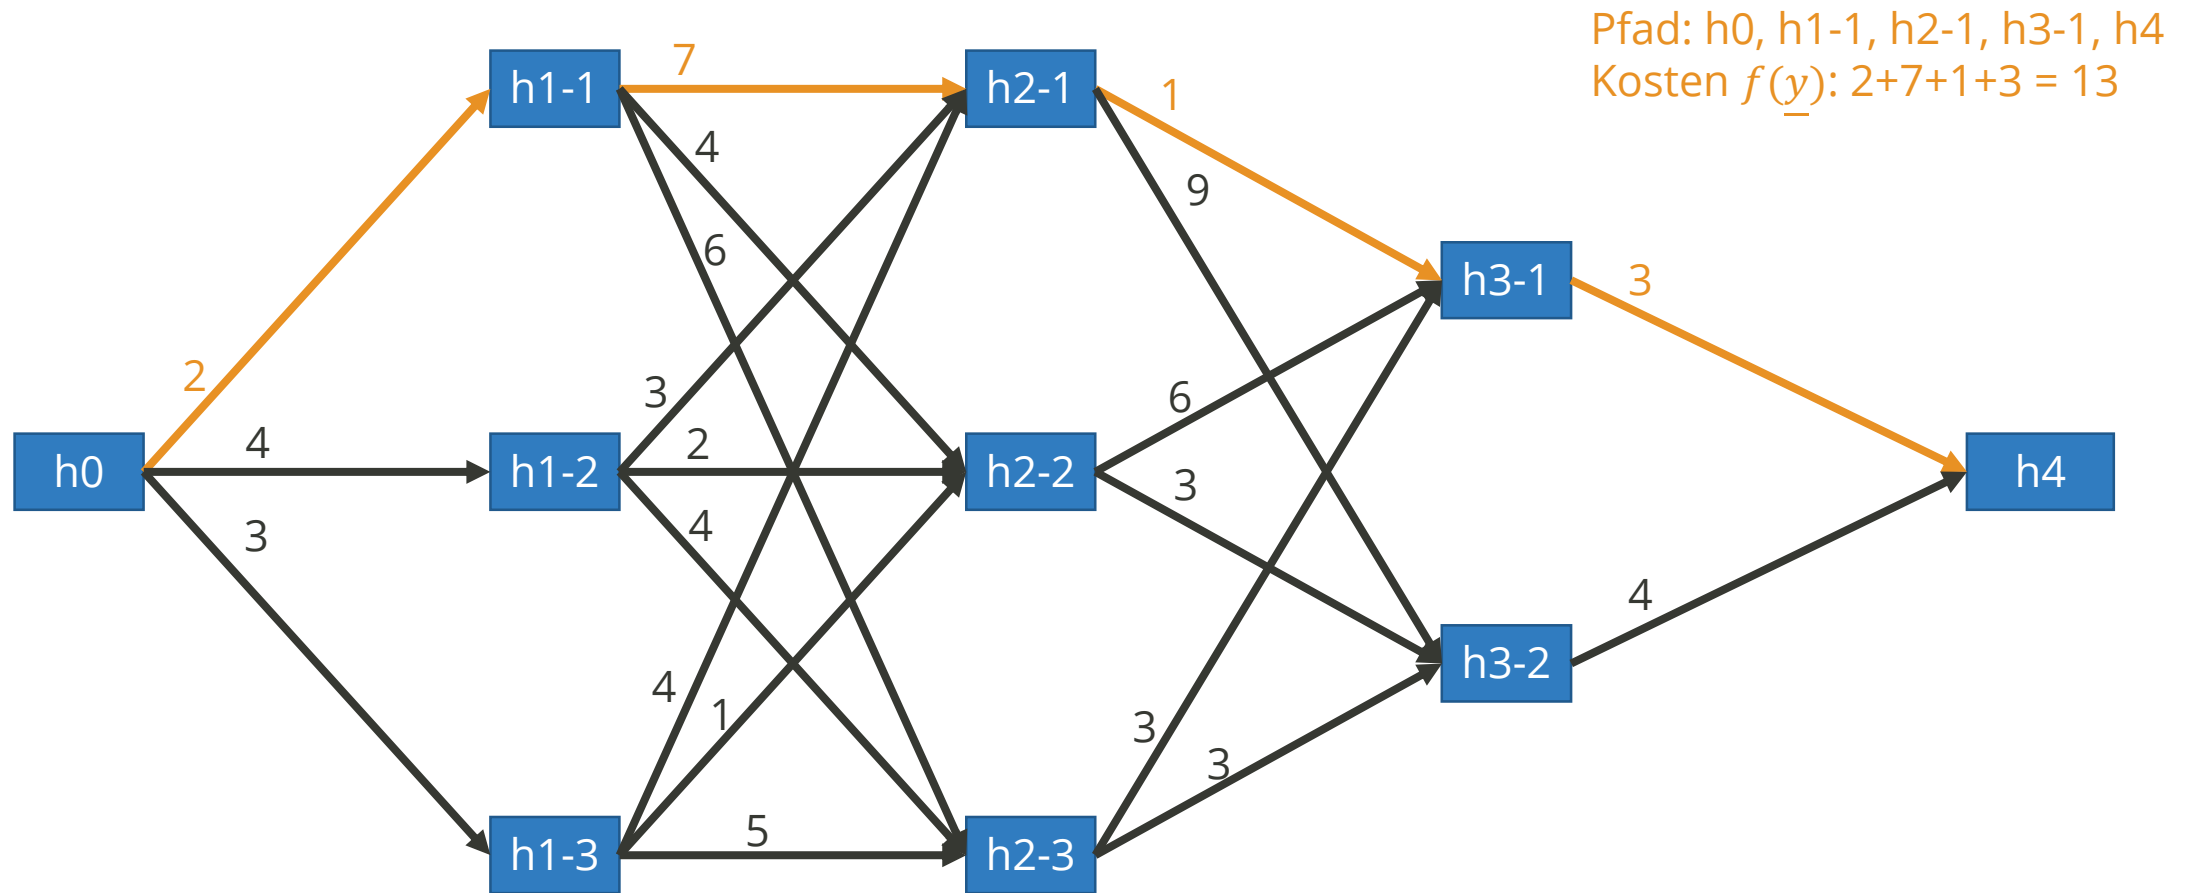 Pfad: h0, h1-1, h2-1, h3-1, h4
Kosten f(y): 2+7+1+3 = 13
7
h1-1
h2-1
1
4
9
6
h3-1
3
2
3
6
4
2
h0
h1-2
h2-2
h4
3
4
3
4
h3-2
4
1
3
3
5
h1-3
h2-3